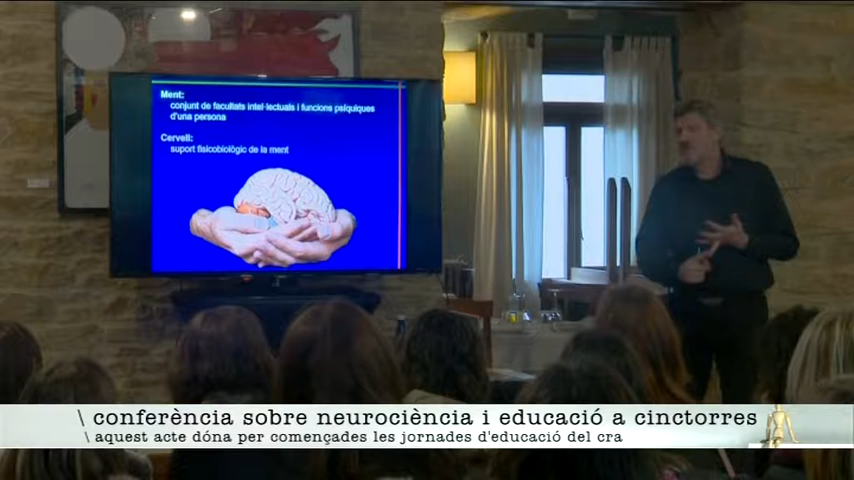 Ment:
conjunt de facultats intel·lectuals i funcions psíquiques
d'una persona
Cervell:
suport fisicobiològic de la ment
\ conferència sobre neurociència i educació a cinctorres
\ aquest acte dóna per començades les jornades d'educació del cra